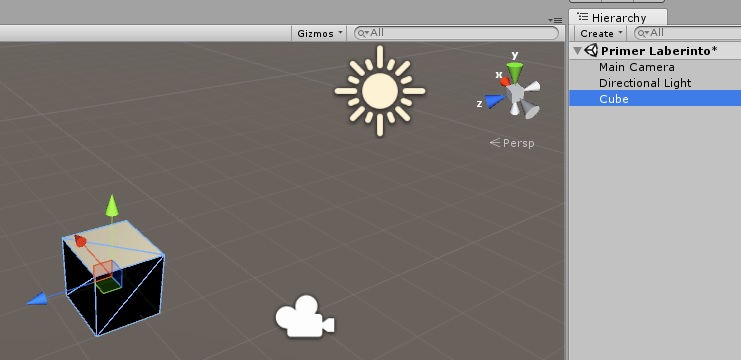 Hierarchy
Gizmos
All
Create
All
Primer Laberinto*
Main Camera
Directional Light
Cube
y
x
z
Persp